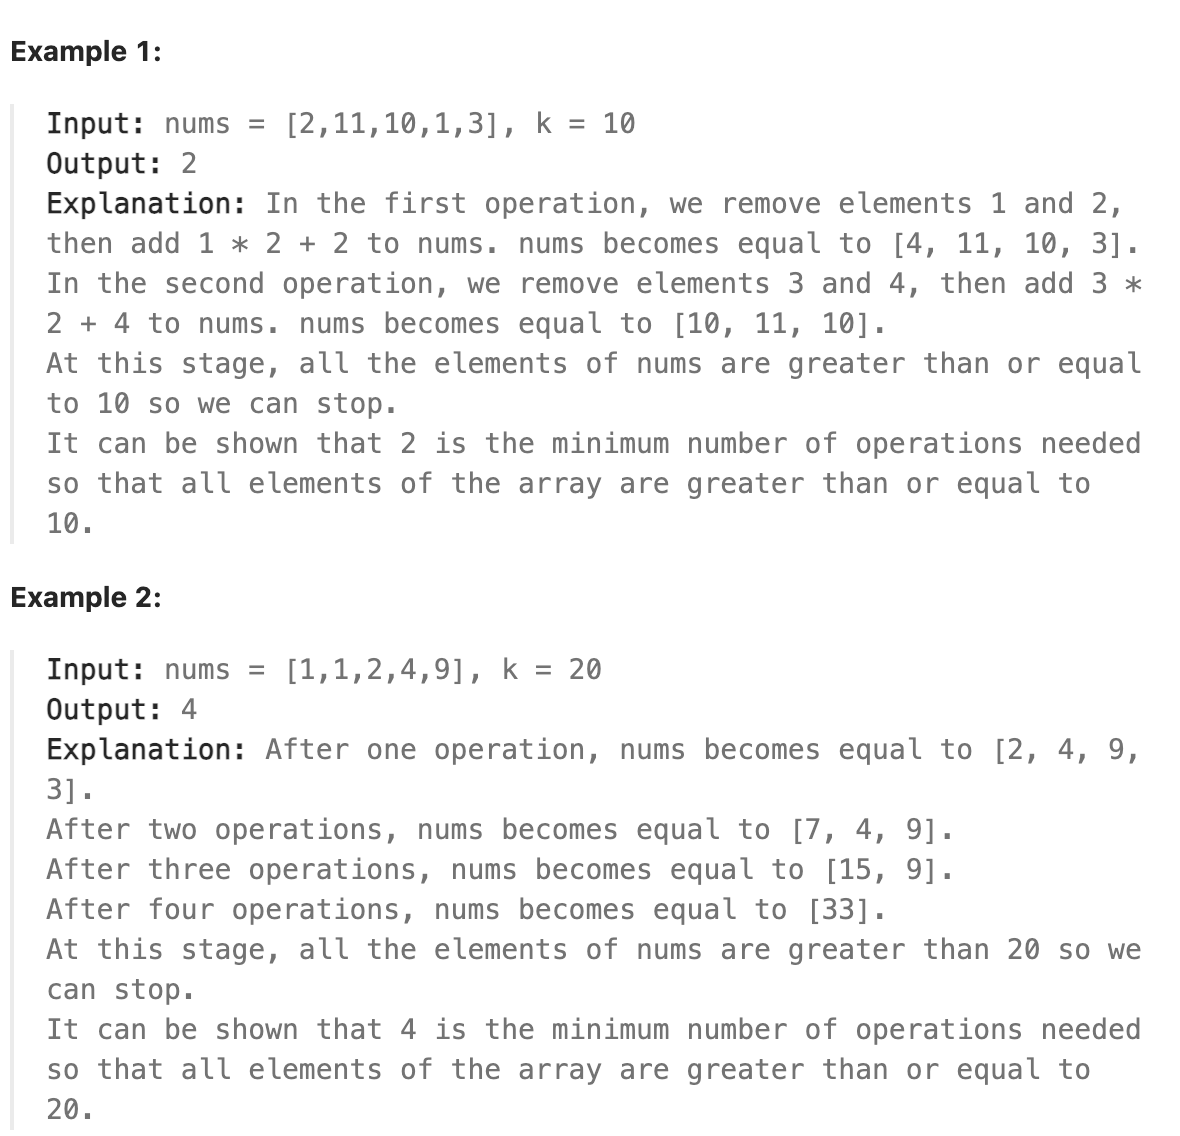 Example 1:
Input: nums = [2,11,10,1,3], k = 10
Output: 2
Explanation: In the first operation, we remove elements 1 and 2,
then add 1 * 2 + 2 to nums. nums becomes equal to [4, 11, 10, 3].
In the second operation, we remove elements 3 and 4, then add 3 *
2 + 4 to nums. nums becomes equal to [10, 11, 10].
At this stage, all the elements of nums are greater than or equal
to 10 so we can stop.
It can be shown that 2 is the minimum number of operations needed
so that all elements of the array are greater than or equal to
10.
Example 2:
Input: nums = [1,1,2,4,9], k = 20
Output: 4
Explanation: After one operation, nums becomes equal to [2, 4, 9,
3].
After two operations, nums becomes equal to [7, 4, 9].
After three operations, nums becomes equal to [15, 9].
After four operations, nums becomes equal to [33].
At this stage, all the elements of nums are greater than 20 so we
can stop.
It can be shown that 4 is the minimum number of operations needed
so that all elements of the array are greater than or equal to
20.